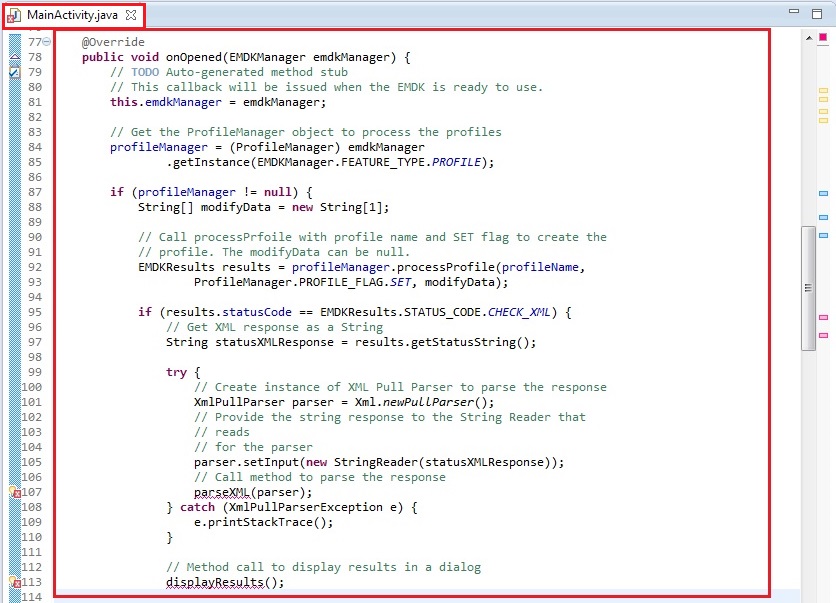 MainActivity.java
77 @Override
78 public void onOpened(EMDKManager emdkManager) {
79 // TODO Auto-generated method stub
80 // This callback will be issued when the EMDK is ready to use.
81 this.emdkManager = emdkManager;
82
83 // Get the ProfileManager object to process the profiles
84 profileManager = (ProfileManager) emdkManager
85 .getInstance(EMDKManager.FEATURE_TYPE.PROFILE);
86
87 if (profileManager != null) {
88 String[] modifyData = new String[1];
89
90 // Call processPrfoile with profile name and SET flag to create the
91 // profile. The modifyData can be null.
92 EMDKResults results = profileManager.processProfile(profileName,
93 ProfileManager.PROFILE_FLAG.SET, modifyData);
94
95 if (results.statusCode == EMDKResults.STATUS_CODE.CHECK_XML) {
96 // Get XML response as a String
97 String statusXMLResponse = results.getStatusString();
98
99 try {
100 // Create instance of XML Pull Parser to parse the response
101 XmlPullParser parser = Xml.newPullParser();
102 // Provide the string response to the String Reader that
103 // reads
104 // for the parser
105 parser.setInput(new StringReader(statusXMLResponse));
106 // Call method to parse the response
107 parseXML(parser);
108 } catch (XmlPullParserException e) {
109 e.printStackTrace();
110 }
111
112 // Method call to display results in a dialog
113 displayResults();
114